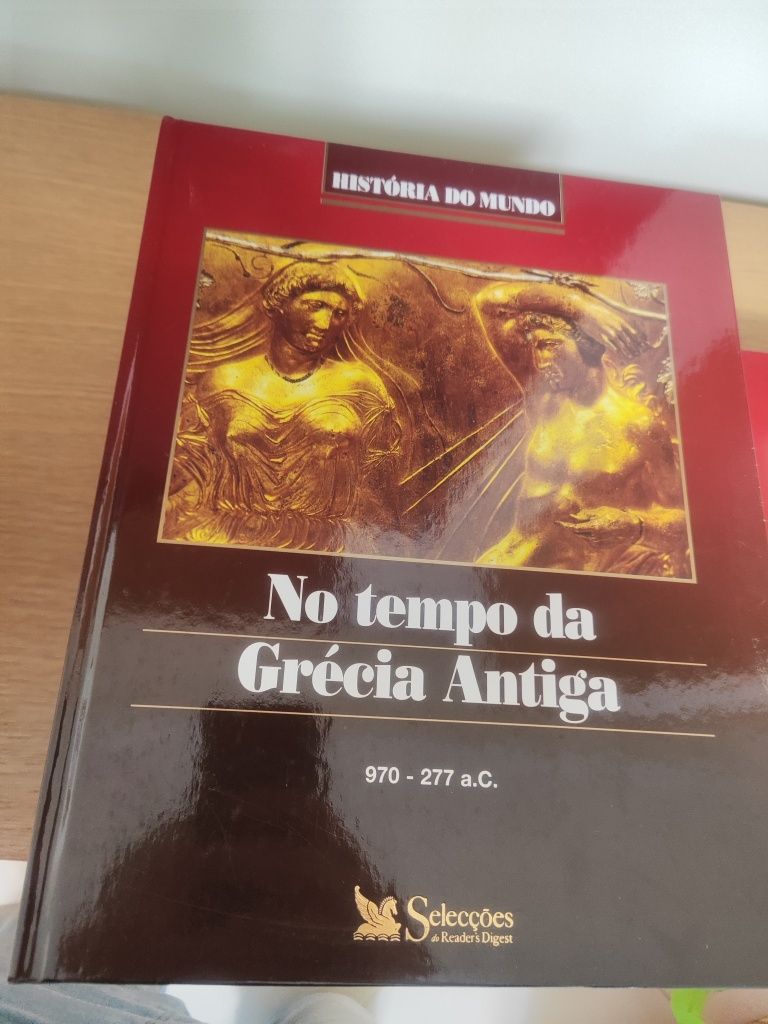 HISTÓRIA DO MUNDO
No tempo da
Grécia Antiga
970 - 277 a.C.
Selecções
do Reader's Digest